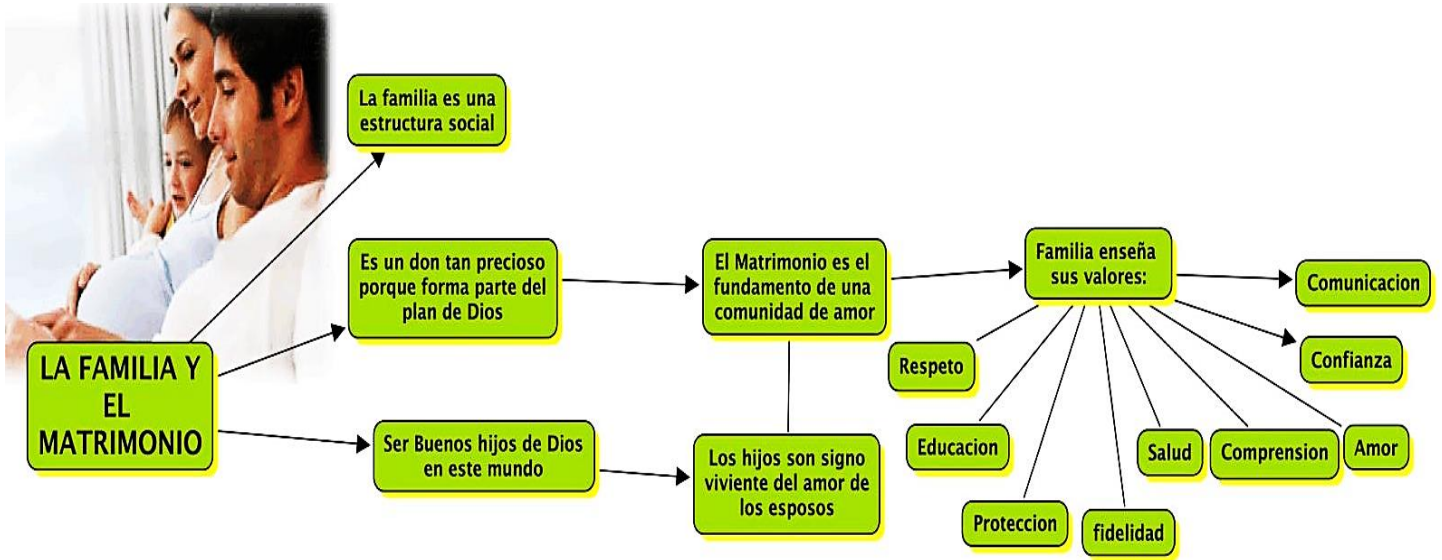 La familia es una
estructura social
Es un don tan precioso
porque forma parte del
plan de Dios
El Matrimonio es el
fundamento de una
comunidad de amor
Familia enseña
sus valores:
Comunicacion
Confianza
LA FAMILIA Y
EL
MATRIMONIO
Ser Buenos hijos de Dios
en este mundo
Los hijos son signo
viviente del amor de
los esposos
Respeto
Educacion
Proteccion
fidelidad
Salud
Comprension
Amor